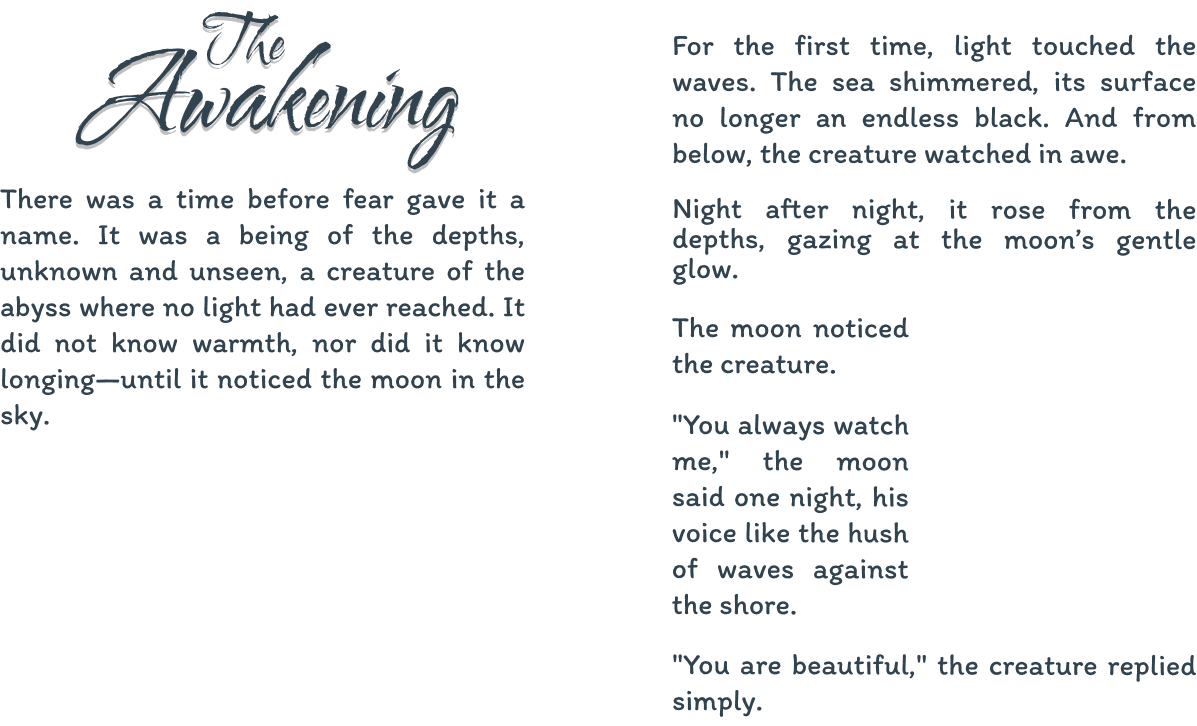 The
Awakening
There was a time before fear gave it a
name. It was a being of the depths,
unknown and unseen, a creature of the
abyss where no light had ever reached. It
did not know warmth, nor did it know
longing—until it noticed the moon in the
sky.
For the first time, light touched the
waves. The sea shimmered, its surface
no longer an endless black. And from
below, the creature watched in awe.
Night after night, it rose from the
depths, gazing at the moon’s gentle
glow.
The moon noticed
the creature.
"You always watch
me," the moon
said one night, his
voice like the hush
of waves against
the shore.
"You are beautiful," the creature replied
simply.